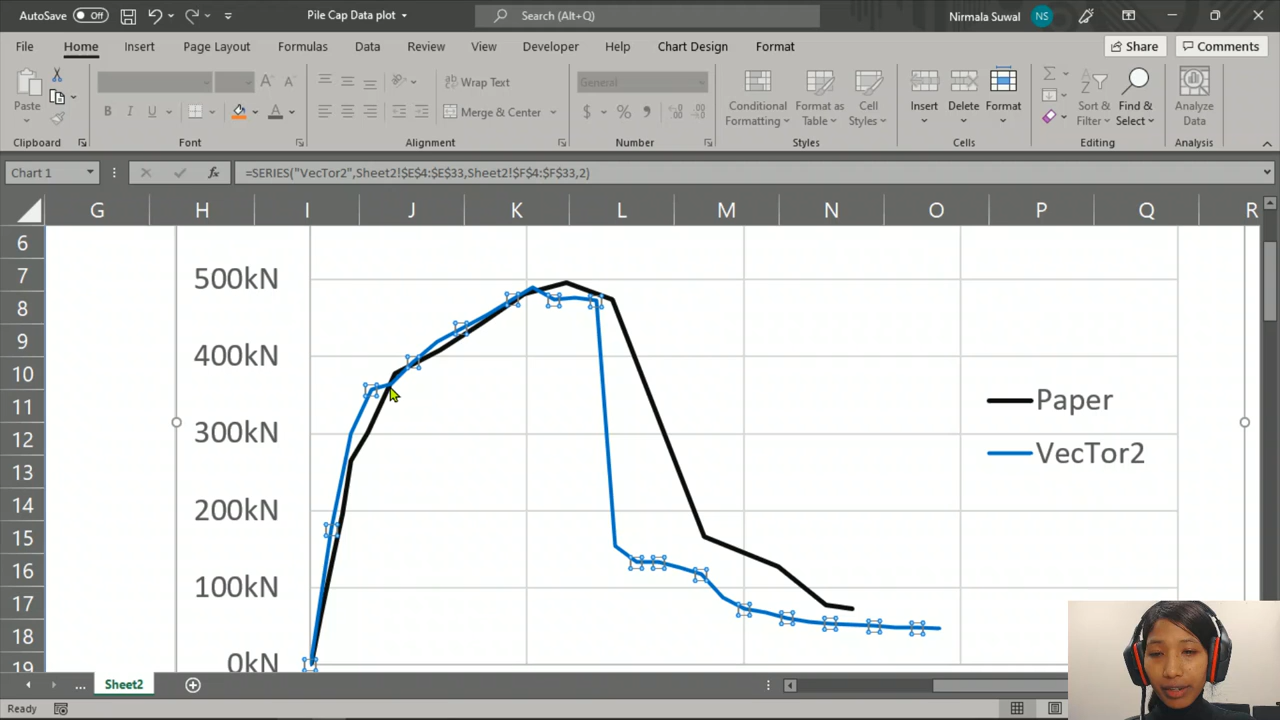 AutoSave Off Pile Cap Data plot Search (Alt+Q) Nirmala Suwal NS
File Home Insert Page Layout Formulas Data Review View Developer Help Chart Design Format Share Comments
Paste Wrap Text General Conditional Formatting Format as Table Cell Styles Insert Delete Format Sort & Filter Find & Select Analyze Data
B I U Merge & Center $ %
Clipboard Font Alignment Number Styles Cells Editing Analysis
Chart 1 fx =SERIES("VecTor2",Sheet2!$E$4:$E$33,Sheet2!$F$4:$F$33,2)
G H I J K L M N O P Q R
6
7 500kN
8
9
10 400kN
11 Paper
12 300kN
13 VecTor2
14
15 200kN
16
17 100kN
18
19 0kN
... Sheet2
Ready